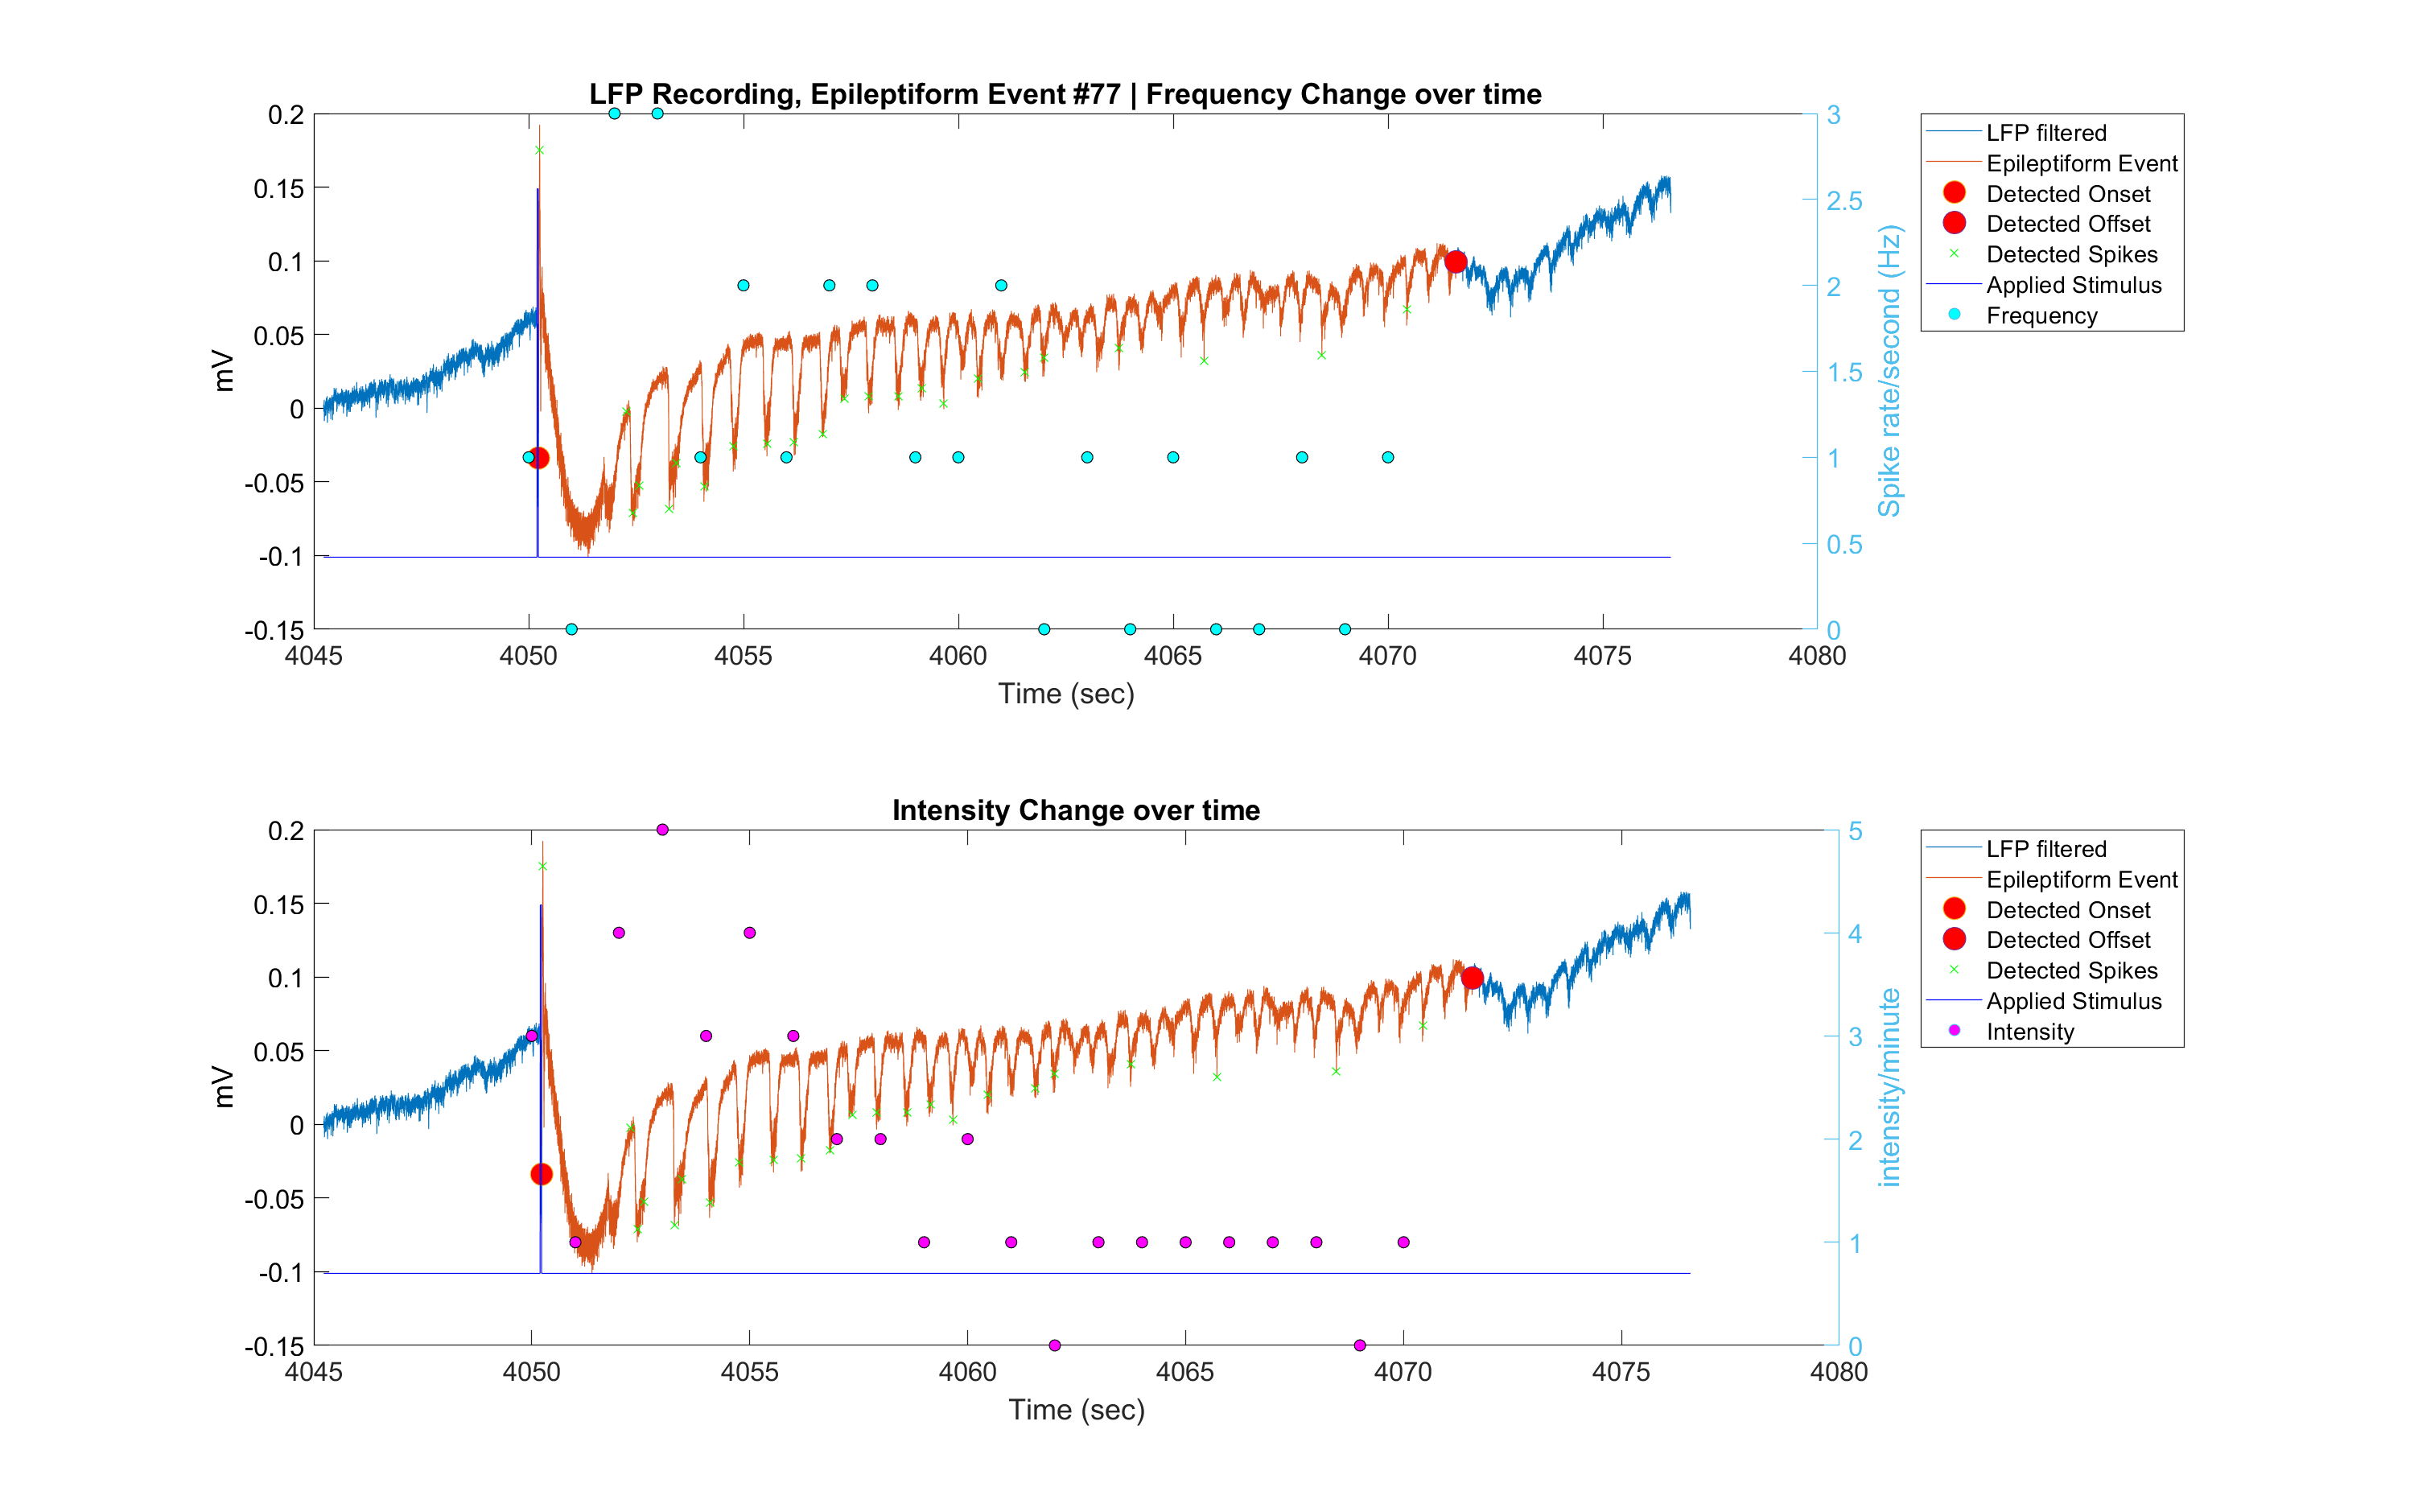 LFP Recording, Epileptiform Event #77 | Frequency Change over time
0.2
0.15
0.1
0.05
0
-0.05
-0.1
-0.15
mV
3
2.5
2
1.5
1
0.5
0
Spike rate/second (Hz)
4045 4050 4055 4060 4065 4070 4075 4080
Time (sec)
LFP filtered
Epileptiform Event
Detected Onset
Detected Offset
Detected Spikes
Applied Stimulus
Frequency
Intensity Change over time
0.2
0.15
0.1
0.05
0
-0.05
-0.1
-0.15
mV
5
4
3
2
1
0
intensity/minute
4045 4050 4055 4060 4065 4070 4075 4080
Time (sec)
LFP filtered
Epileptiform Event
Detected Onset
Detected Offset
Detected Spikes
Applied Stimulus
Intensity